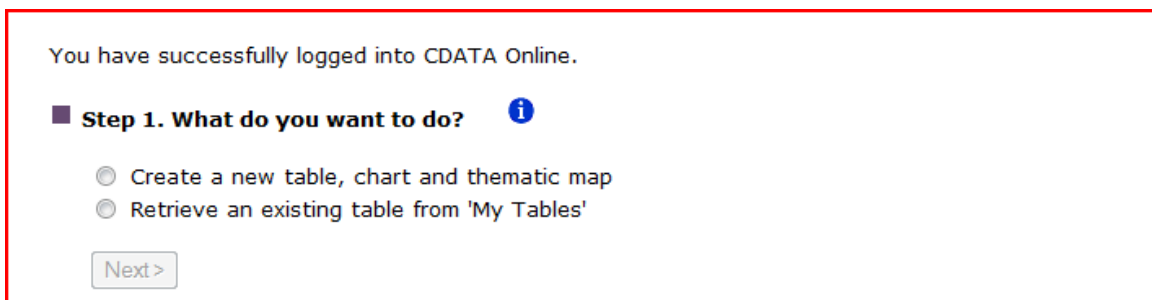 You have successfully logged into CDATA Online.
Step 1. What do you want to do?
Create a new table, chart and thematic map
Retrieve an existing table from 'My Tables'
Next >